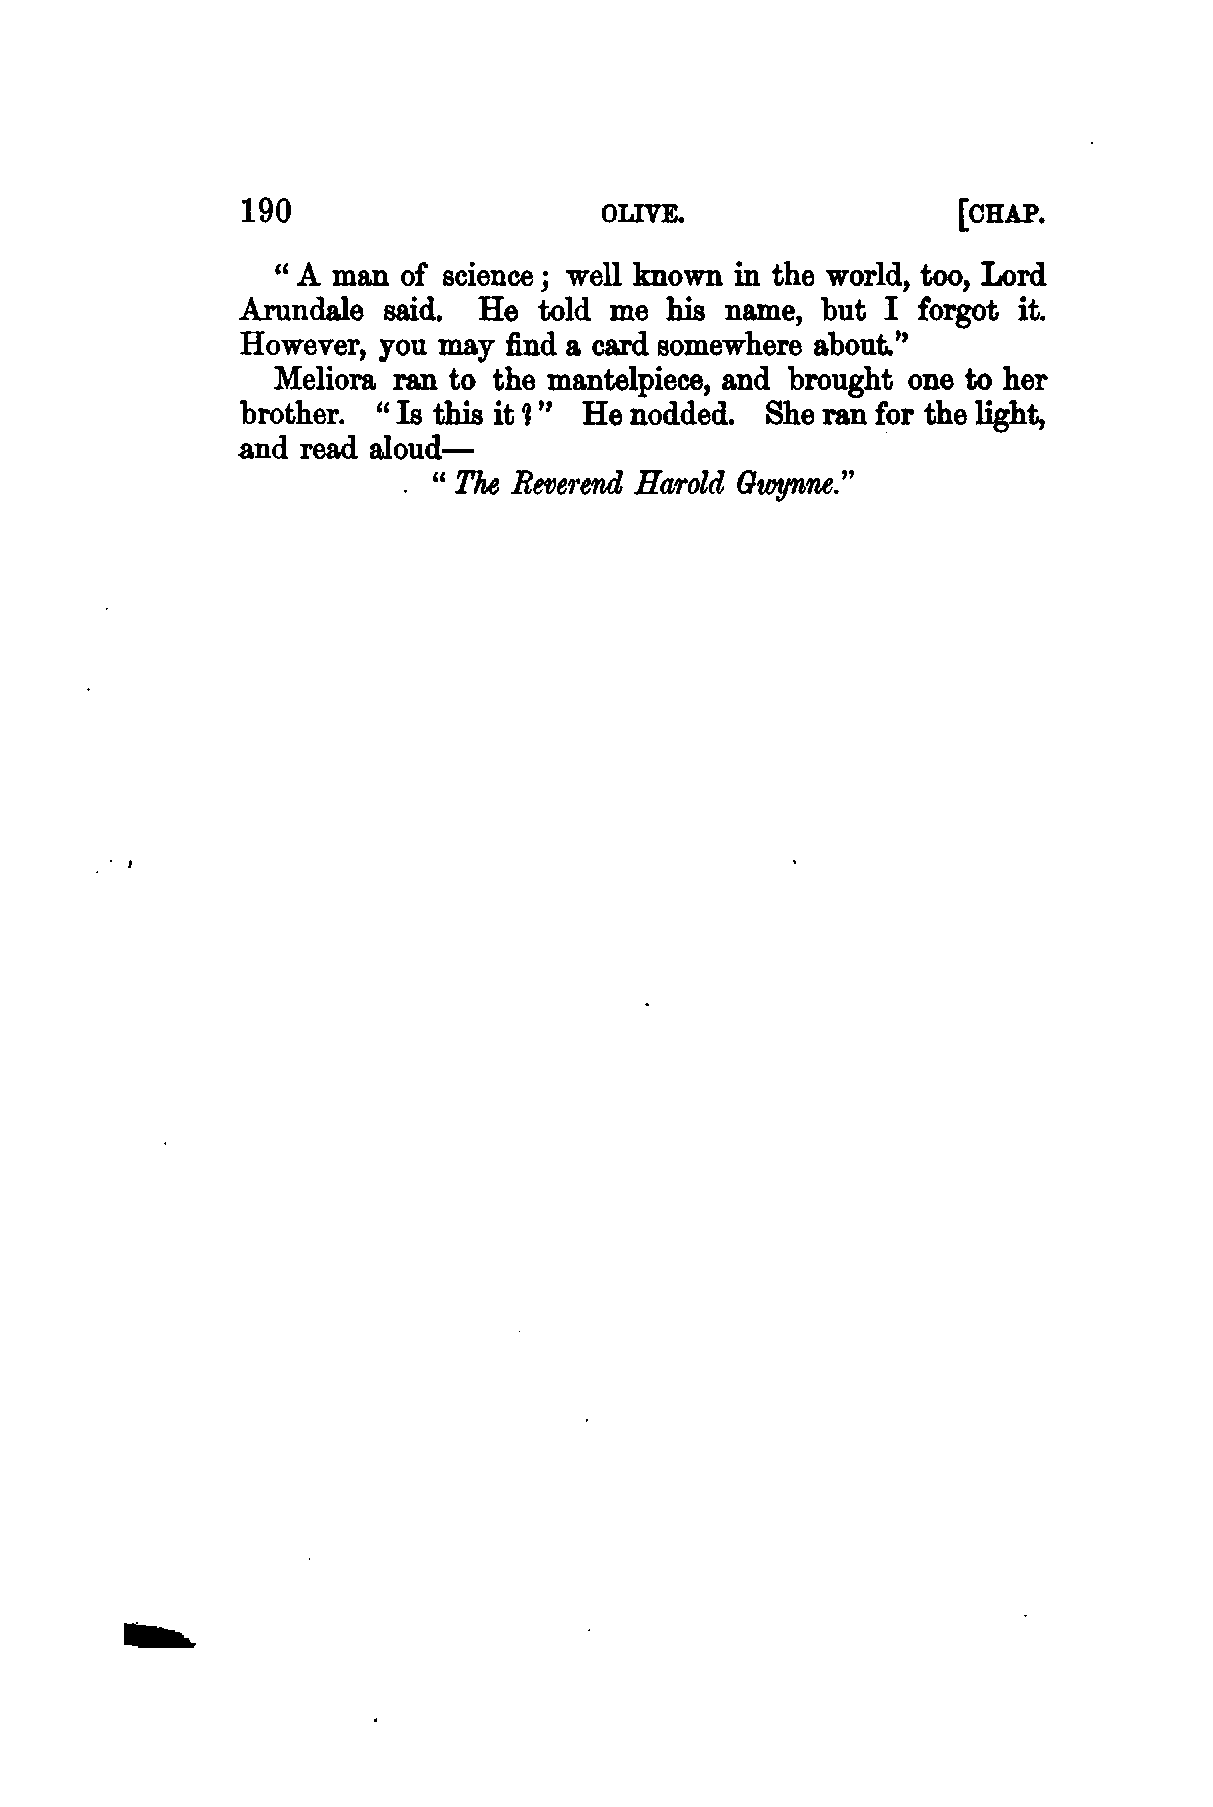 190 OLIVE. [CHAP.
“ A man of science ; well known in the world, too, Lord
Arundale said. He told me his name, but I forgot it.
However, you may find a card somewhere about.”
Meliora ran to the mantelpiece, and brought one to her
brother. “ Is this it ? ” He nodded. She ran for the light,
and read aloud—
“ The Reverend Harold Gwynne.”